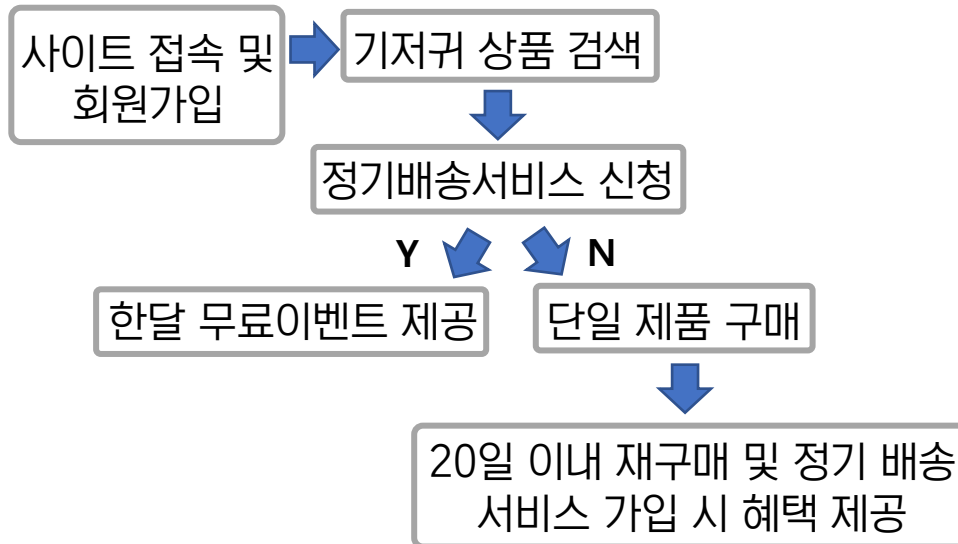 사이트 접속 및
회원가입
기저귀 상품 검색
정기배송서비스 신청
Y
N
한달 무료이벤트 제공
단일 제품 구매
20일 이내 재구매 및 정기 배송
서비스 가입 시 혜택 제공